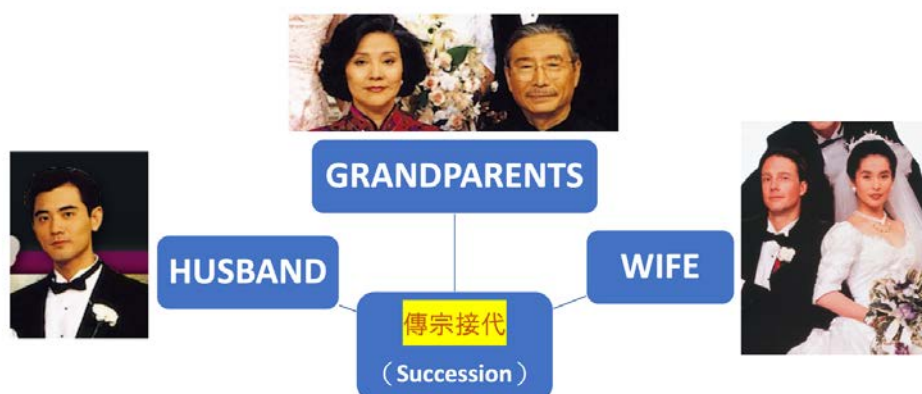 GRANDPARENTS
HUSBAND
WIFE
傳宗接代
（Succession）